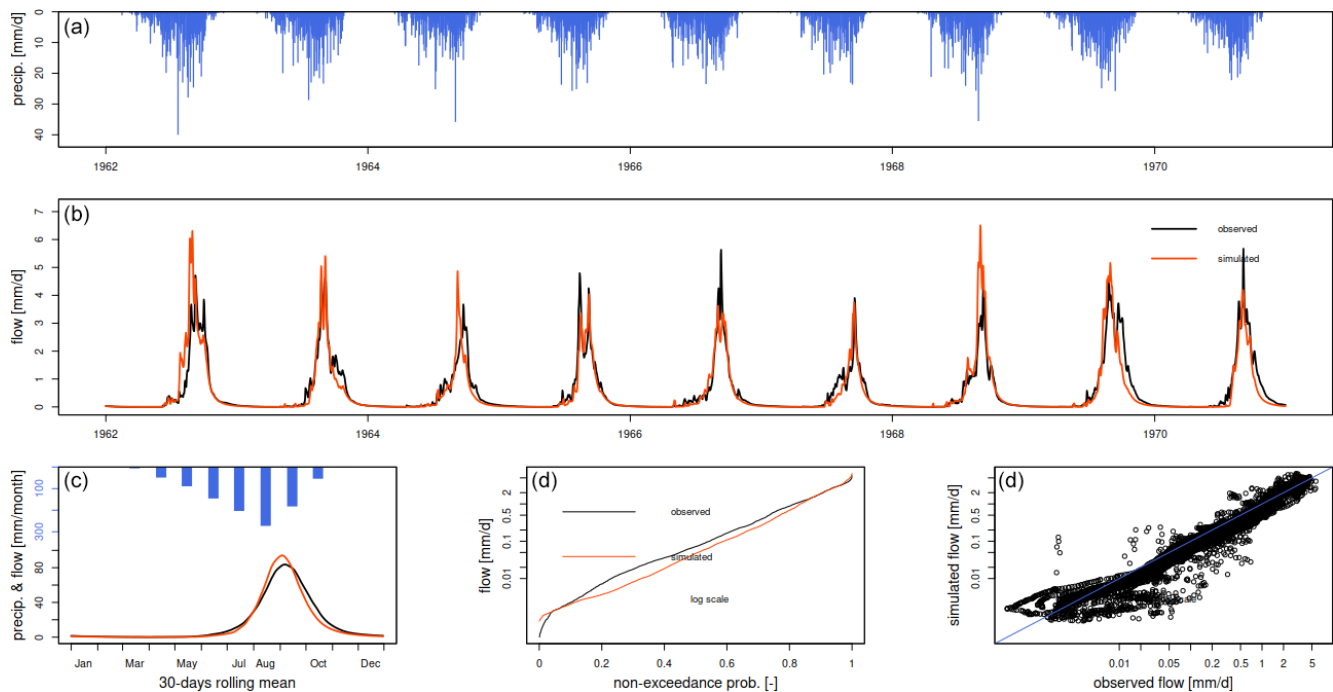 (a)
precip. [mm/d]
0
10
20
30
40
1962
1964
1966
1968
1970
(b)
flow [mm/d]
7
6
5
4
3
2
1
0
observed
simulated
1962
1964
1966
1968
1970
(c)
precip. & flow [mm/month]
100
300
80
40
0
Jan
Mar
May
Jul
Aug
Oct
Dec
30-days rolling mean
(d)
flow [mm/d]
2
0.5
0.1
0.01
observed
simulated
log scale
0
0.2
0.4
0.6
0.8
1
non-exceedance prob. [-]
(d)
simulated flow [mm/d]
2
0.5
0.1
0.01
0.01
0.05
0.2
0.5
1
2
5
observed flow [mm/d]